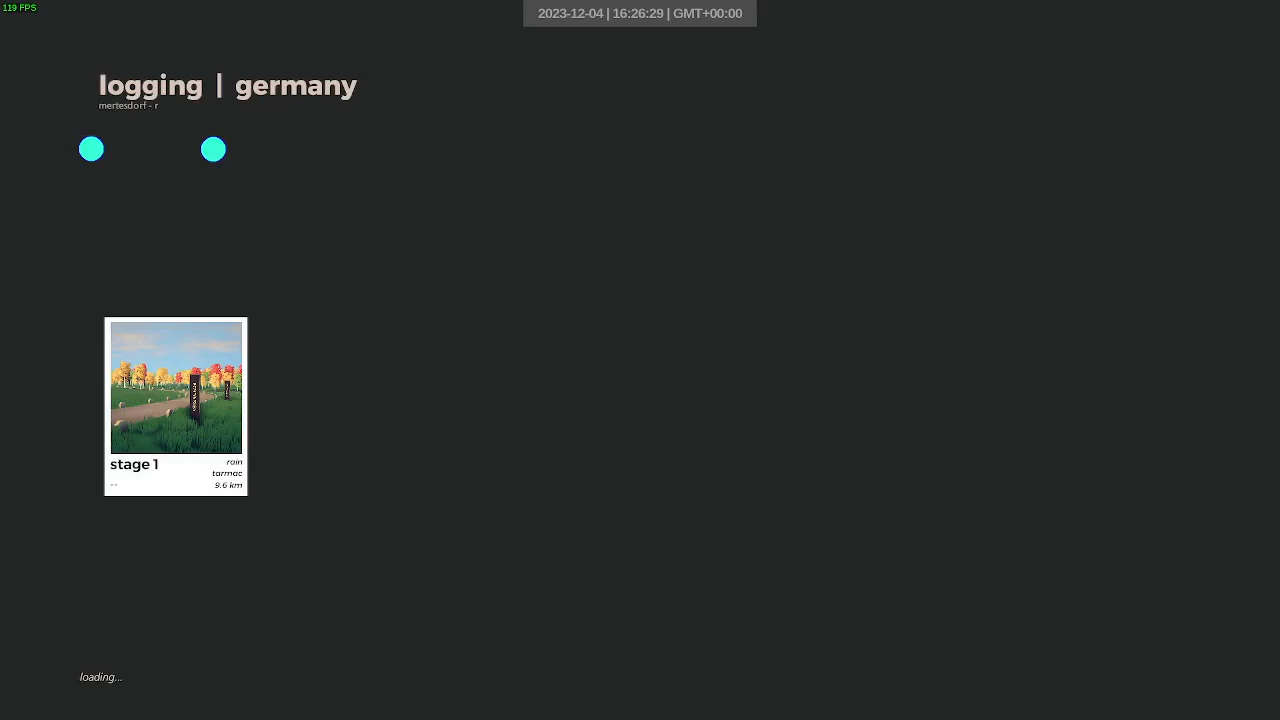 119 FPS
2023-12-04 | 16:26:29 | GMT+00:00
logging | germany
mertesdorf - r
stage 1
rain
tarmac
--
9.6 km
loading...